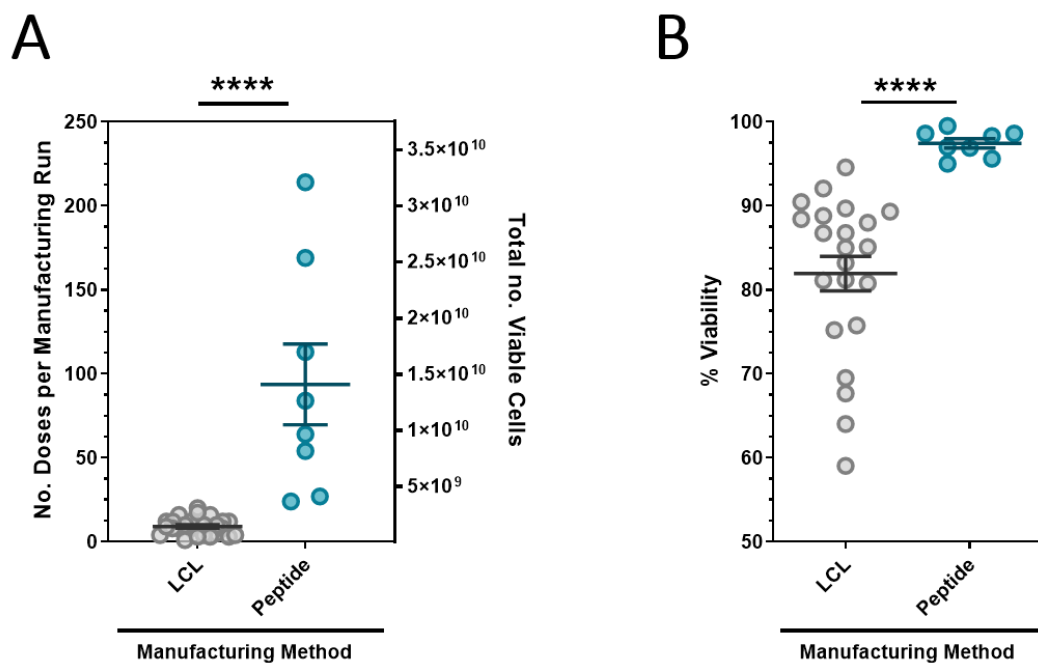 A
****
No. Doses per Manufacturing Run
250
200
150
100
50
0
3.5×10¹⁰
3×10¹⁰
2.5×10¹⁰
2×10¹⁰
1.5×10¹⁰
1×10¹⁰
5×10⁹
Total no. Viable Cells
LCL
Peptide
Manufacturing Method
B
****
% Viability
100
90
80
70
60
50
LCL
Peptide
Manufacturing Method